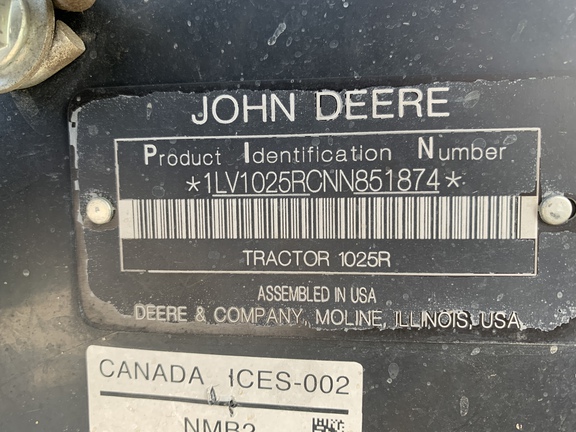 JOHN DEERE
Product Identification Number
*1LV1025RCNN851874*
TRACTOR 1025R
ASSEMBLED IN USA
DEERE & COMPANY, MOLINE, ILLINOIS, USA
CANADA ICES-002